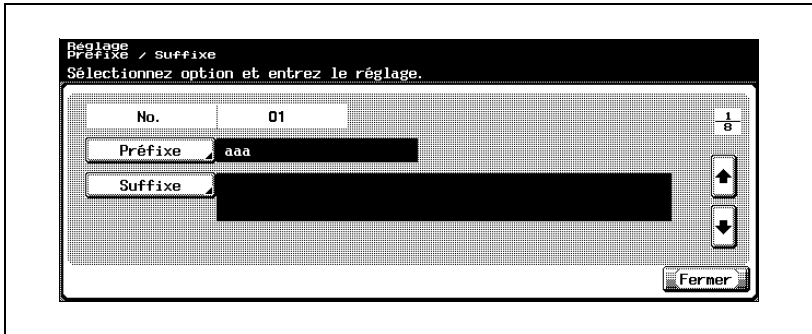 Réglage
Préfixe / Suffixe
Sélectionnez option et entrez le réglage.
No. 01
1
8
Préfixe aaa
Suffixe
Fermer